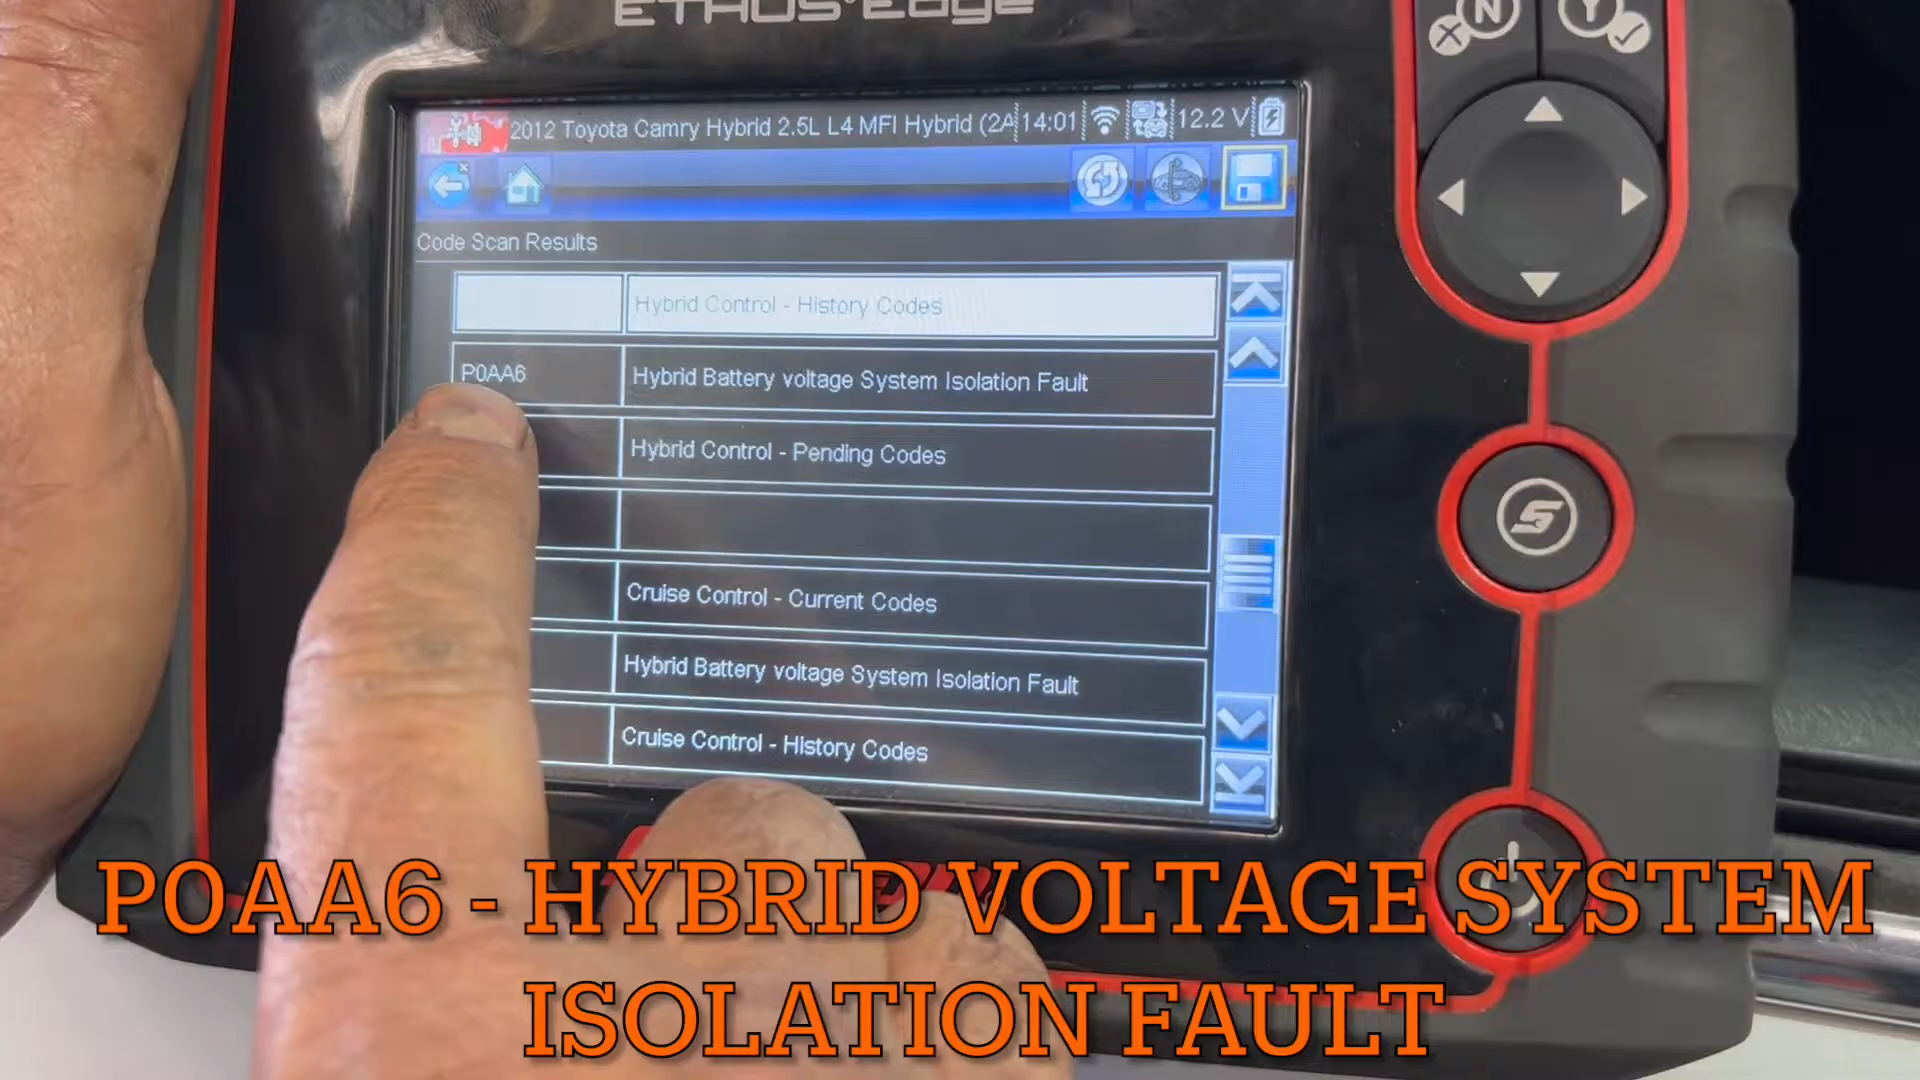 ETHOS Edge
N Y
2012 Toyota Camry Hybrid 2.5L L4 MFI Hybrid (2A 14:01 12.2 V
Code Scan Results
Hybrid Control - History Codes
P0AA6 Hybrid Battery voltage System Isolation Fault
Hybrid Control - Pending Codes
Cruise Control - Current Codes
Hybrid Battery voltage System Isolation Fault
Cruise Control - History Codes
P0AA6 - HYBRID VOLTAGE SYSTEM
ISOLATION FAULT